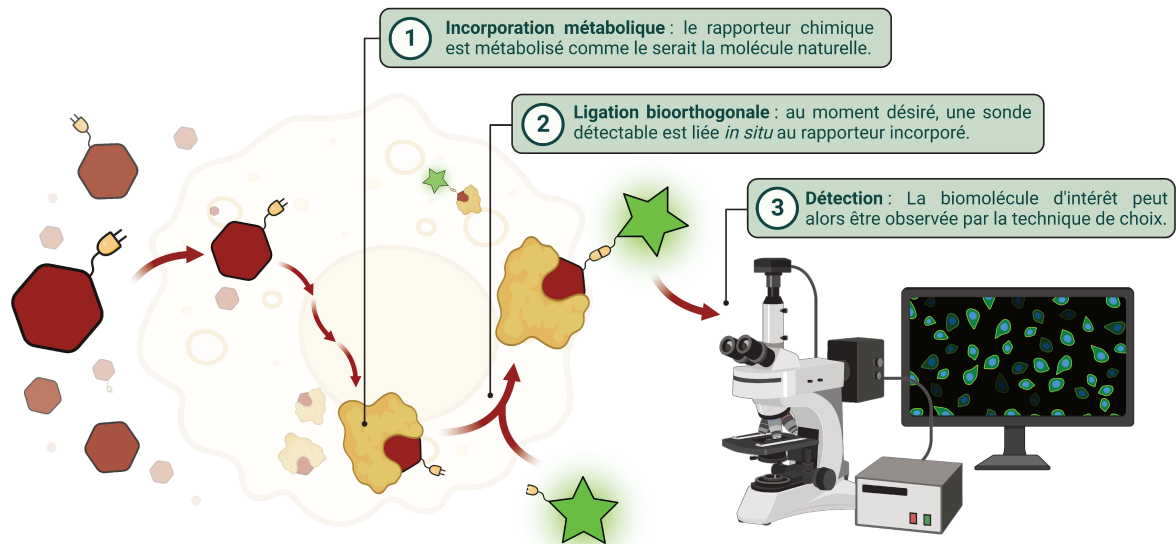 1
Incorporation métabolique : le rapporteur chimique
est métabolisé comme le serait la molécule naturelle.
2
Ligation bioorthogonale : au moment désiré, une sonde
détectable est liée in situ au rapporteur incorporé.
3
Détection : La biomolécule d'intérêt peut
alors être observée par la technique de choix.